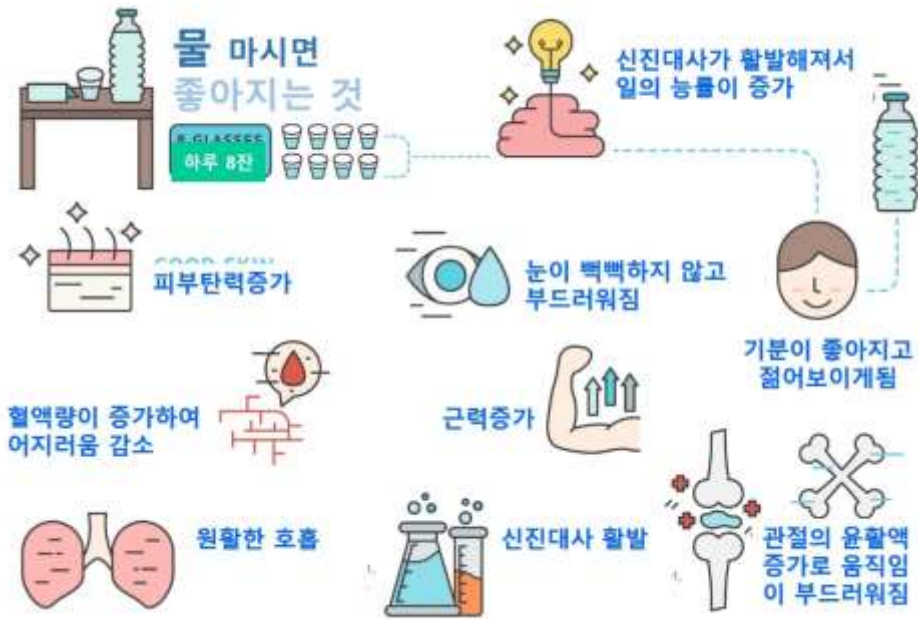 물 마시면
좋아지는 것
8 GLASSES
하루 8잔
신진대사가 활발해져서
일의 능률이 증가
GOOD SKIN
피부탄력증가
눈이 뻑뻑하지 않고
부드러워짐
기분이 좋아지고
젊어보이게됨
혈액량이 증가하여
어지러움 감소
근력증가
원활한 호흡
신진대사 활발
관절의 윤활액
증가로 움직임
이 부드러워짐